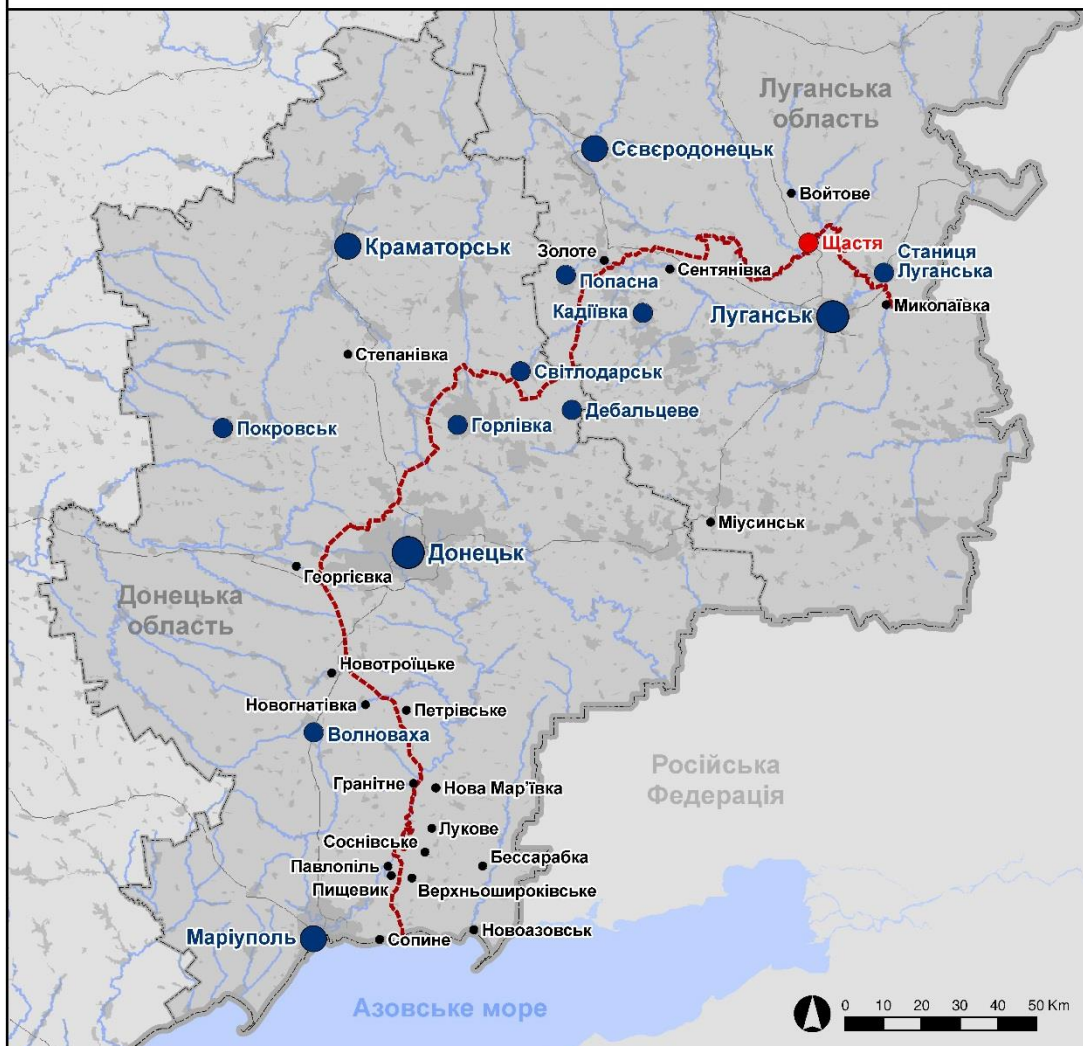 Луганська
область
Сєвєродонецьк
Войтове
Краматорськ
Золоте
Щастя
Сентянівка
Станиця
Луганська
Попасна
Кадіївка
Луганськ
Миколаївка
Степанівка
Світлодарськ
Дебальцеве
Покровськ
Горлівка
Міусинськ
Донецьк
Георгієвка
Донецька
область
Новотроїцьке
Новогнатівка
Петрівське
Волноваха
Російська
Федерація
Гранітне
Нова Мар'ївка
Лукове
Соснівське
Бессарабка
Павлопіль
Пищевик
Верхньошироківське
Маріуполь
Сопине
Новоазовськ
Азовське море
0 10 20 30 40 50 Km